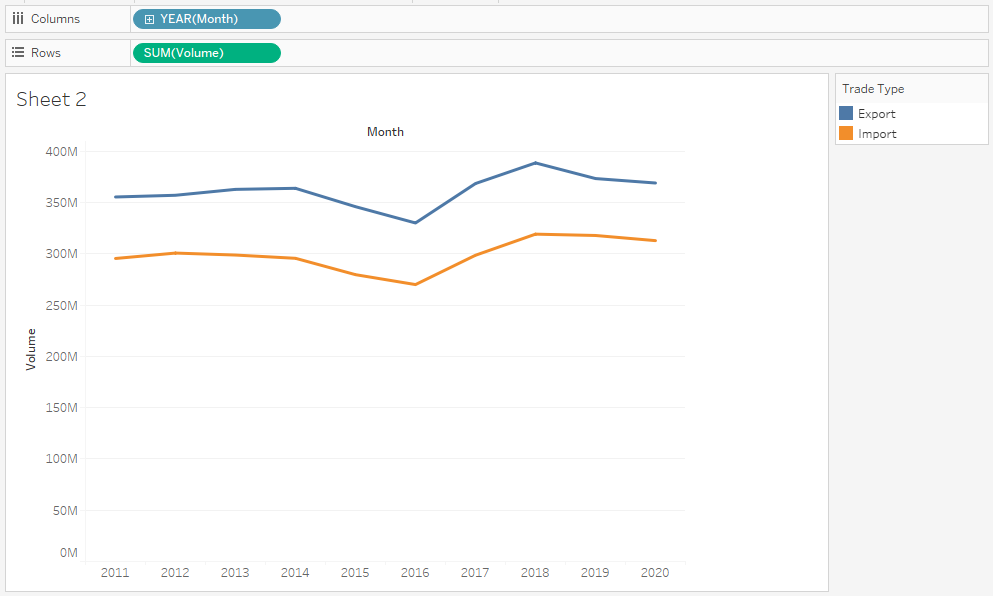 Columns YEAR(Month)
Rows SUM(Volume)
Sheet 2
Trade Type
Export
Import
Month
400M
350M
300M
250M
200M
150M
100M
50M
0M
Volume
2011 2012 2013 2014 2015 2016 2017 2018 2019 2020